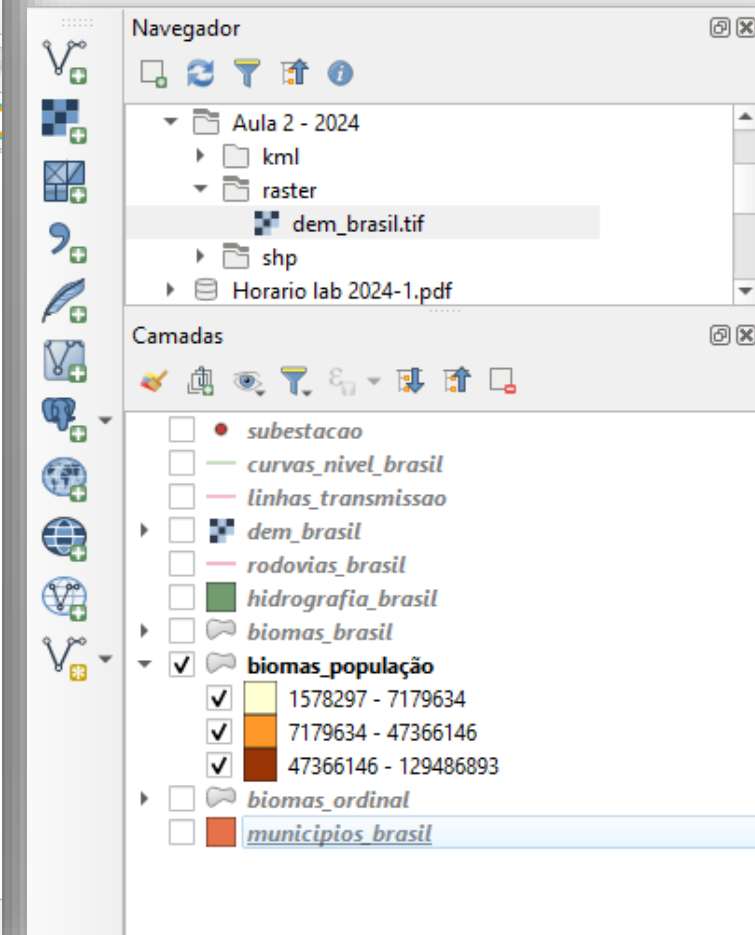 Navegador
Aula 2 - 2024
kml
raster
dem_brasil.tif
shp
Horario lab 2024-1.pdf
Camadas
subestacao
curvas_nivel_brasil
linhas_transmissao
dem_brasil
rodovias_brasil
hidrografia_brasil
biomas_brasil
biomas_população
1578297 - 7179634
7179634 - 47366146
47366146 - 129486893
biomas_ordinal
municipios_brasil